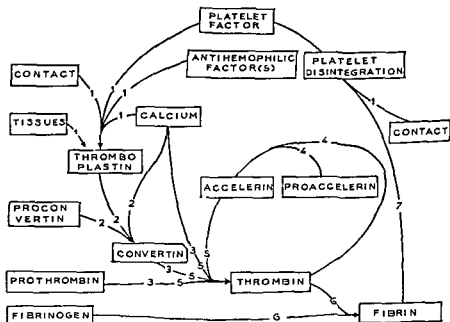 PLATELET
FACTOR
ANTIHEMOPHILIC
FACTOR(S)
PLATELET
DISINTEGRATION
CONTACT
1
1
1
TISSUES
1
1
CALCIUM
1
CONTACT
THROMBO
PLASTIN
4
4
ACCELERIN
PROACCELERIN
7
PROCON
VERTIN
2
2
2
CONVERTIN
3
5
5
3
5
PROTHROMBIN
3
5
THROMBIN
6
FIBRINOGEN
6
FIBRIN